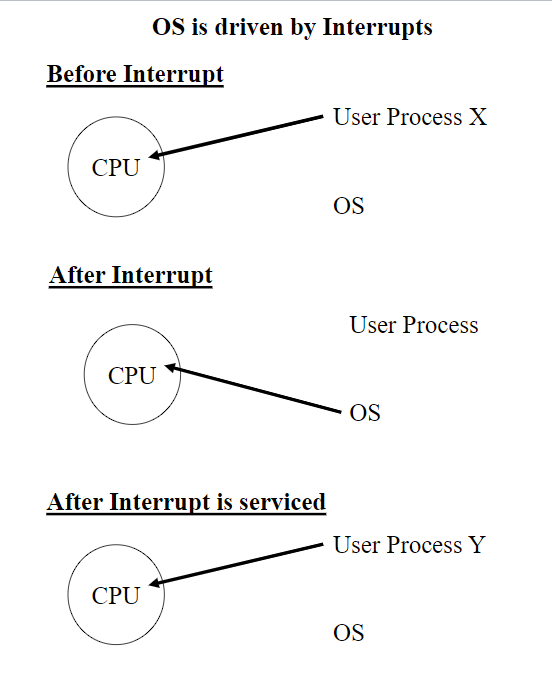 OS is driven by Interrupts
Before Interrupt
User Process X
CPU
OS
After Interrupt
User Process
CPU
OS
After Interrupt is serviced
User Process Y
CPU
OS